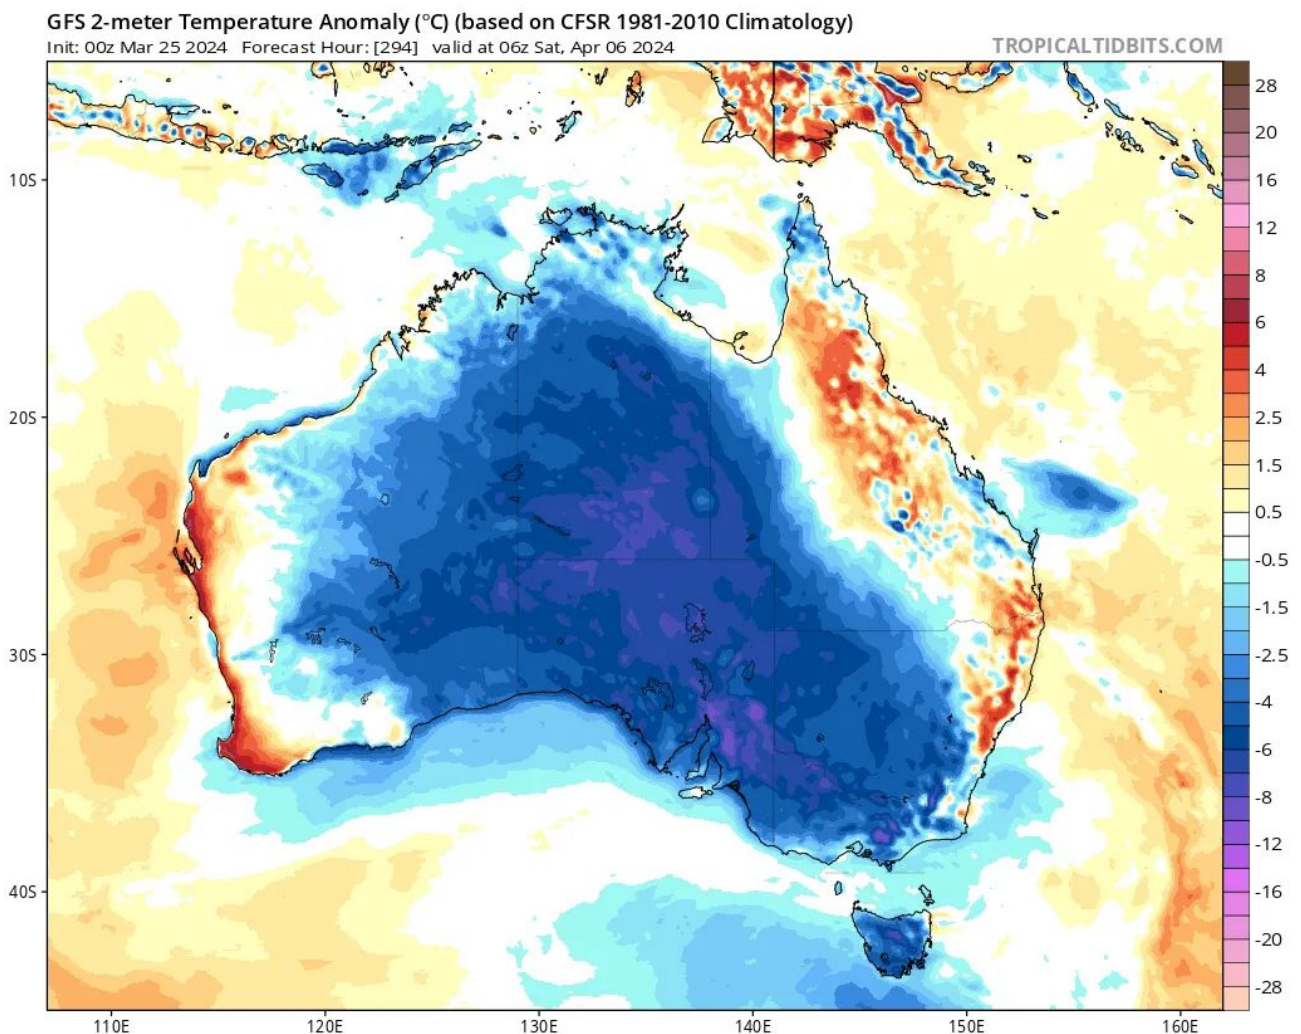 GFS 2-meter Temperature Anomaly (°C) (based on CFSR 1981-2010 Climatology)
Init: 00z Mar 25 2024 Forecast Hour: [294] valid at 06z Sat, Apr 06 2024 TROPICALTIDBITS.COM
28
20
16
12
8
6
4
2.5
1.5
0.5
-0.5
-1.5
-2.5
-4
-6
-8
-12
-16
-20
-28
10S
20S
30S
40S
110E 120E 130E 140E 150E 160E